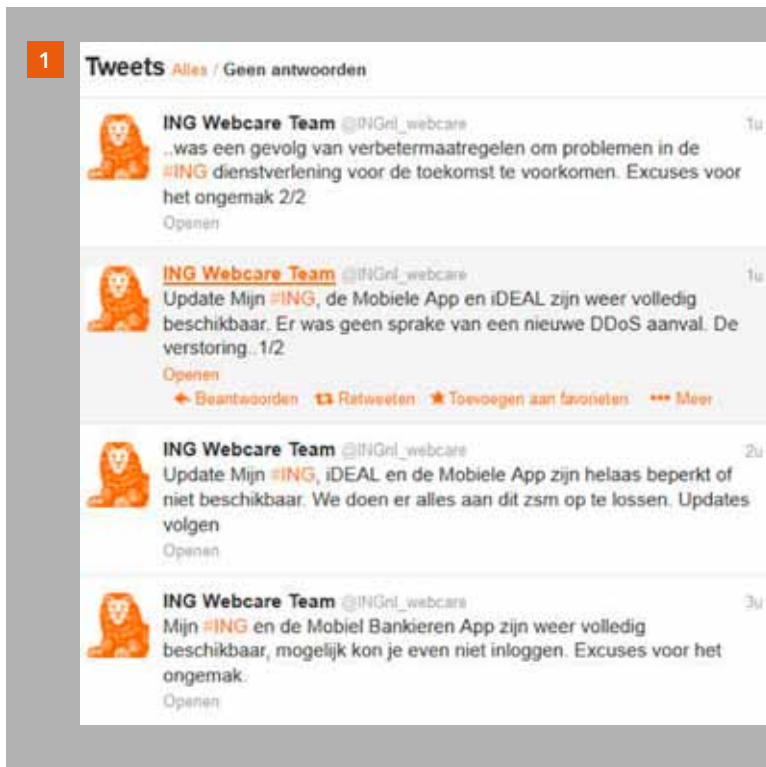 1
Tweets Alles / Geen antwoorden
ING Webcare Team @INGnl_webcare 1u
..was een gevolg van verbetermaatregelen om problemen in de
#ING dienstverlening voor de toekomst te voorkomen. Excuses voor
het ongemak 2/2
Openen
ING Webcare Team @INGnl_webcare 1u
Update Mijn #ING, de Mobiele App en iDEAL zijn weer volledig
beschikbaar. Er was geen sprake van een nieuwe DDoS aanval. De
verstoring..1/2
Openen
Beantwoorden Retweeten Toevoegen aan favorieten Meer
ING Webcare Team @INGnl_webcare 2u
Update Mijn #ING, iDEAL en de Mobiele App zijn helaas beperkt of
niet beschikbaar. We doen er alles aan dit zsm op te lossen. Updates
volgen
Openen
ING Webcare Team @INGnl_webcare 3u
Mijn #ING en de Mobiel Bankieren App zijn weer volledig
beschikbaar, mogelijk kon je even niet inloggen. Excuses voor het
ongemak.
Openen